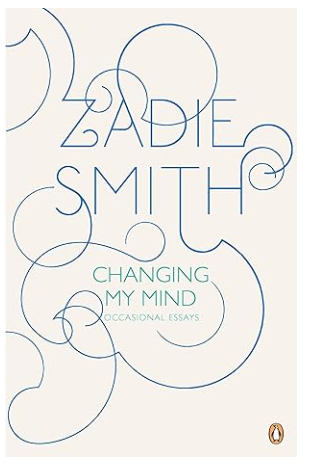 ZADIE
SMITH
CHANGING
MY MIND
OCCASIONAL ESSAYS